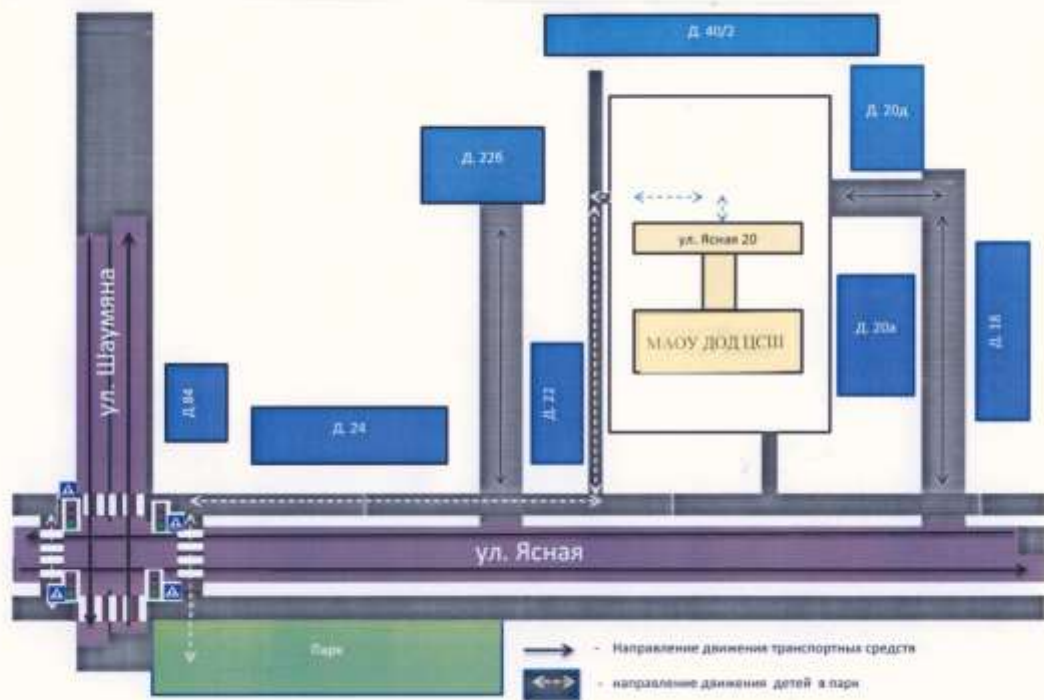 Д. 40/2
Д. 20д
Д. 22б
ул. Ясная 20
ул. Шаумяна
МАОУ ДОД ЦСШ
Д. 20а
Д. 18
Д 84
Д. 24
Д. 22
ул. Ясная
Парк
- Направление движения транспортных средств
- направление движения детей в парк